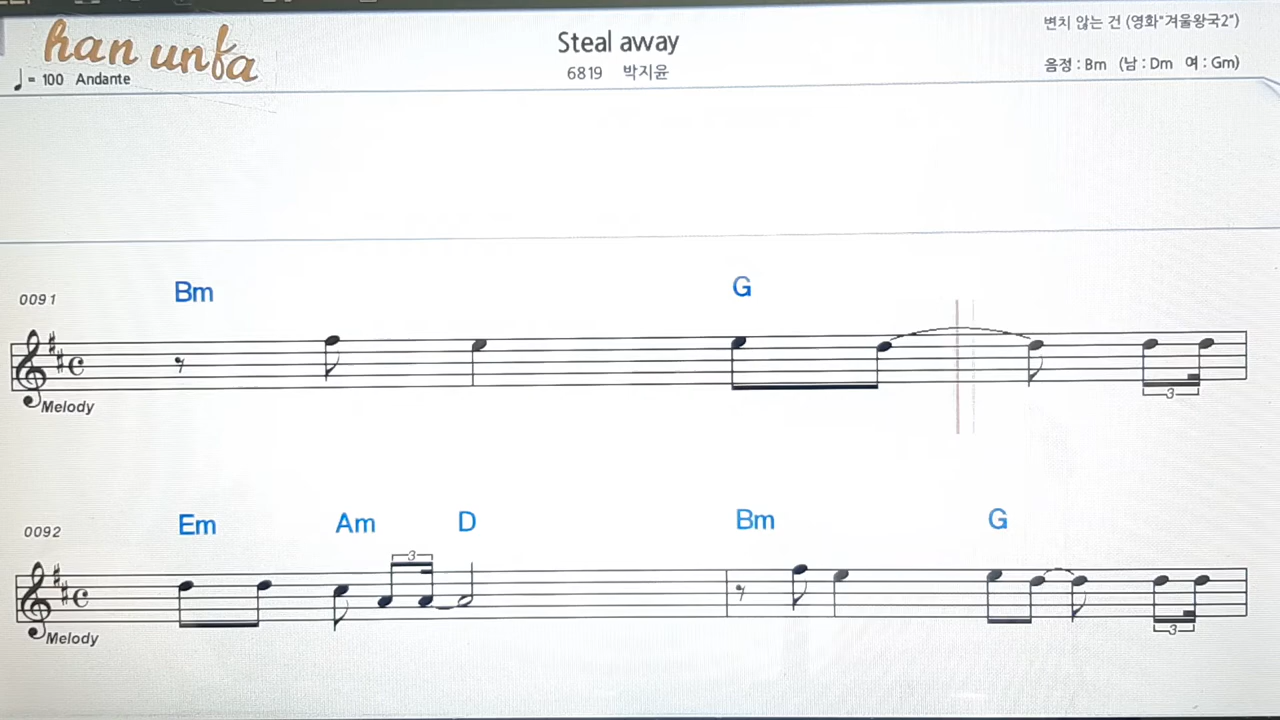 han unfa
♩= 100 Andante
Steal away
6819 박지윤
변치 않는 건 (영화"겨울왕국2")
음정 : Bm (남 : Dm 여 : Gm)
0091 Bm G
3
Melody
0092 Em Am D Bm G
3
Melody
3